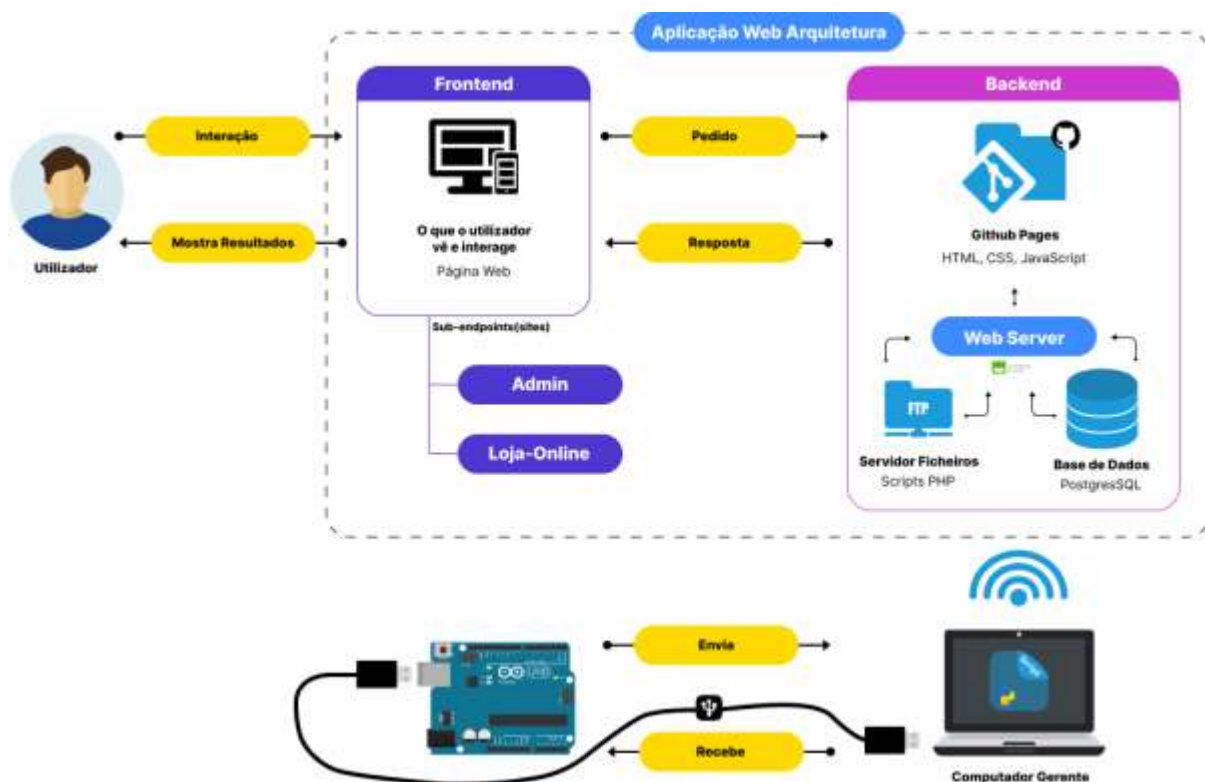 Aplicação Web Arquitetura
Frontend
Backend
Interação
Pedido
Mostra Resultados
Resposta
Utilizador
O que o utilizador
vê e interage
Página Web
Github Pages
HTML, CSS, JavaScript
Sub-endpoints(sites)
Web Server
Admin
Loja-Online
FTP
Servidor Ficheiros
Scripts PHP
Base de Dados
PostgresSQL
Envia
UNO
Recebe
Computador Gerente